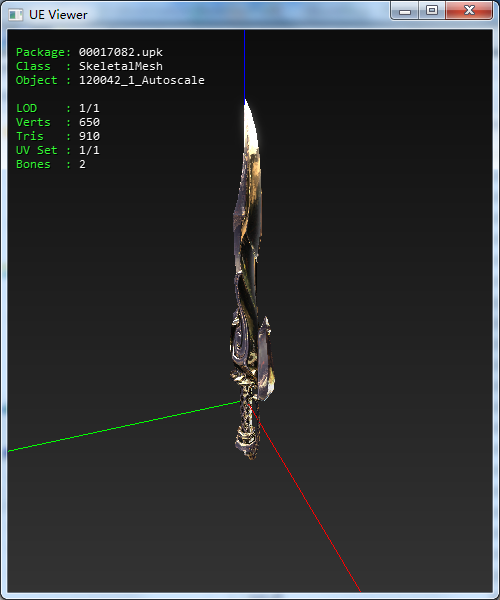 UE Viewer
Package: 00017082.upk
Class  : SkeletalMesh
Object : 120042_1_Autoscale
LOD    : 1/1
Verts  : 650
Tris   : 910
UV Set : 1/1
Bones  : 2